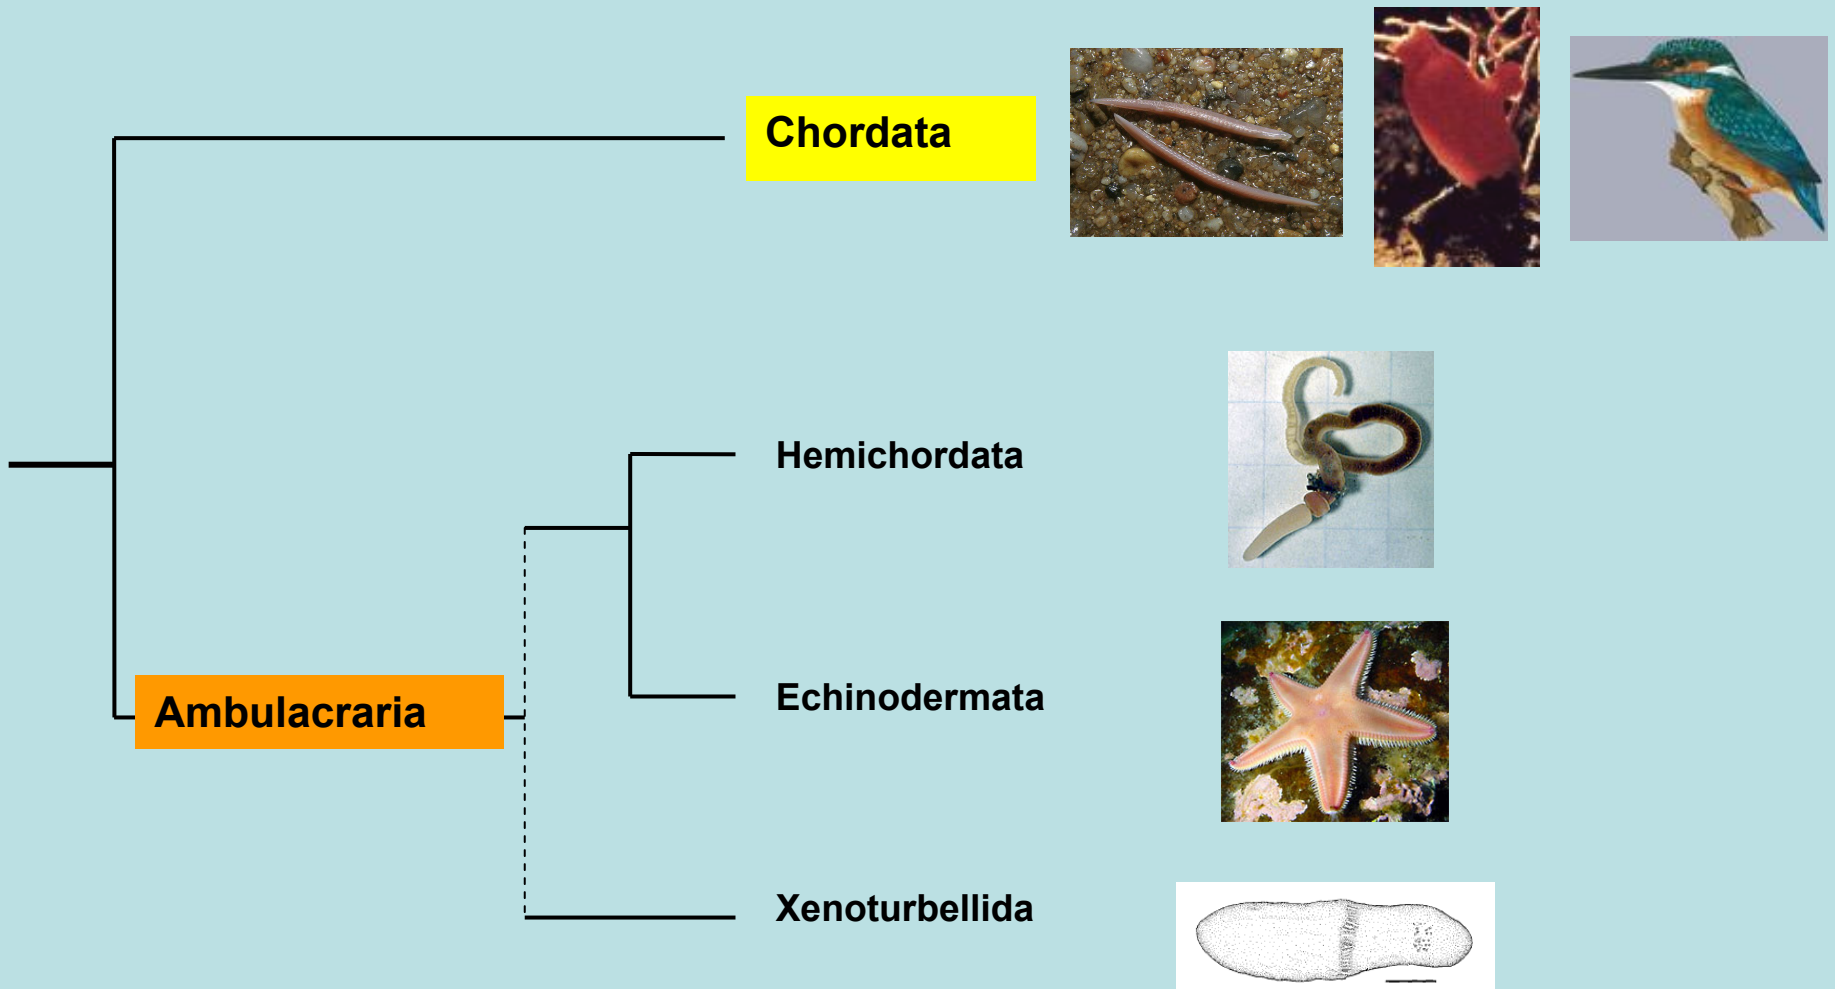 Chordata
Hemichordata
Echinodermata
Ambulacraria
Xenoturbellida